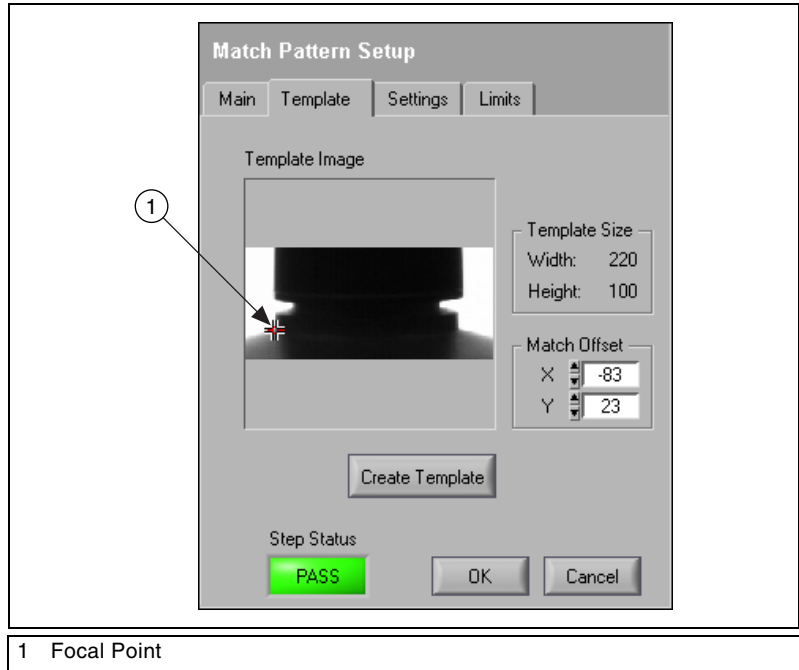 Match Pattern Setup
Main Template Settings Limits
Template Image
1
Template Size
Width: 220
Height: 100
Match Offset
X -83
Y 23
Create Template
Step Status
PASS OK Cancel
1 Focal Point